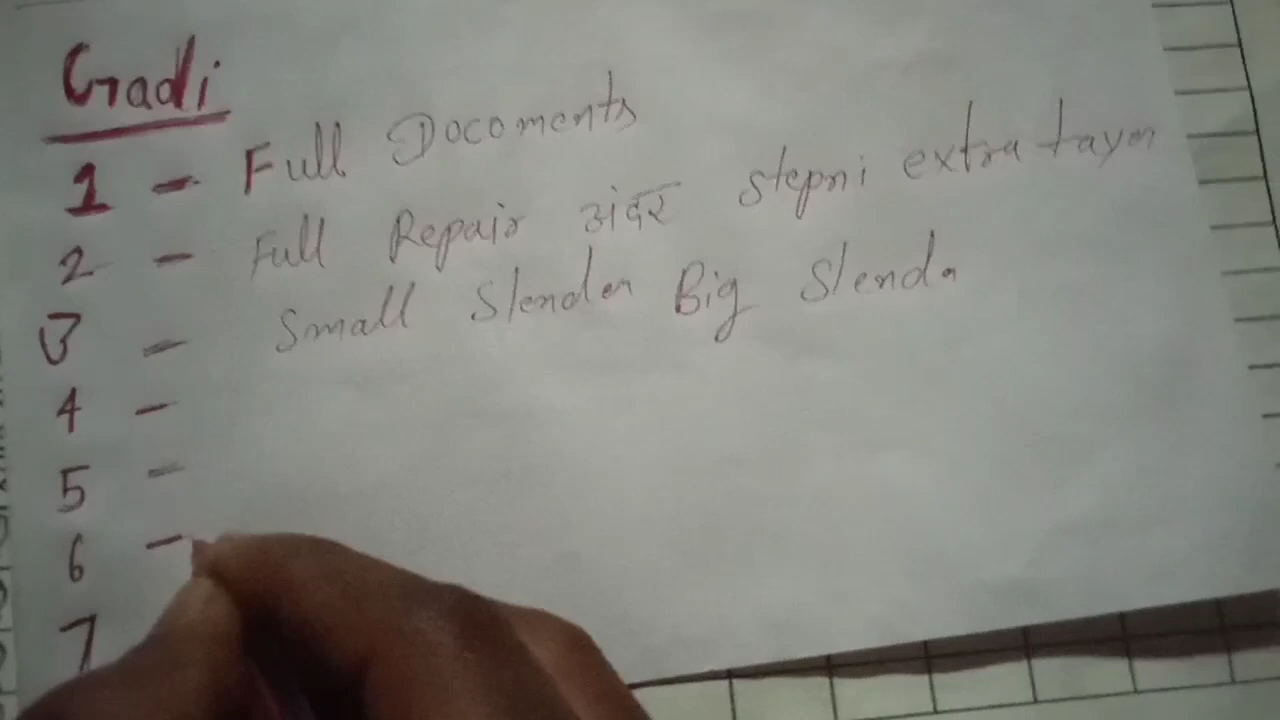 Gadi
1 - Full Docoments
2 - Full Repair अंदर stepni extra tayer
3 - Small Slender Big Slender
4 -
5 -
6 -
7